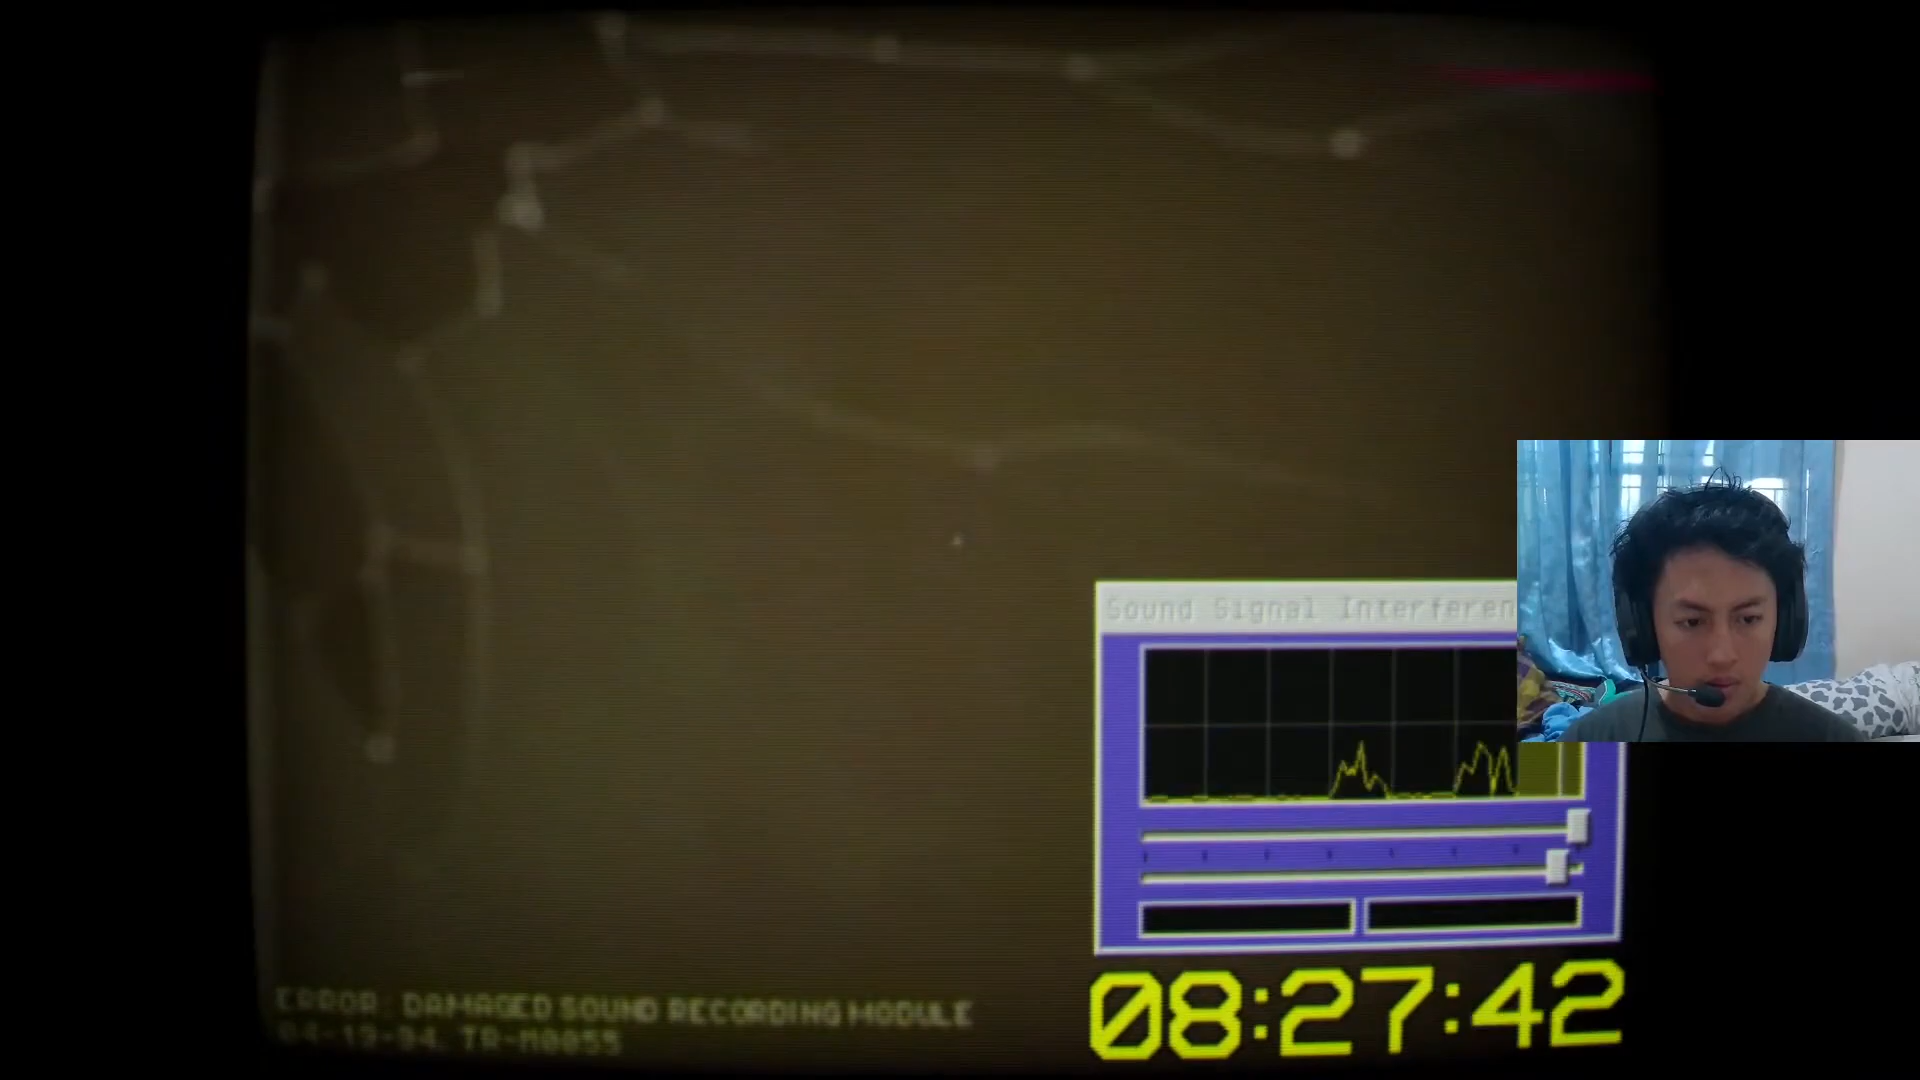 Sound Signal Interferen
ERROR: DAMAGED SOUND RECORDING MODULE
04-19-94. TR-M0055
08:27:42